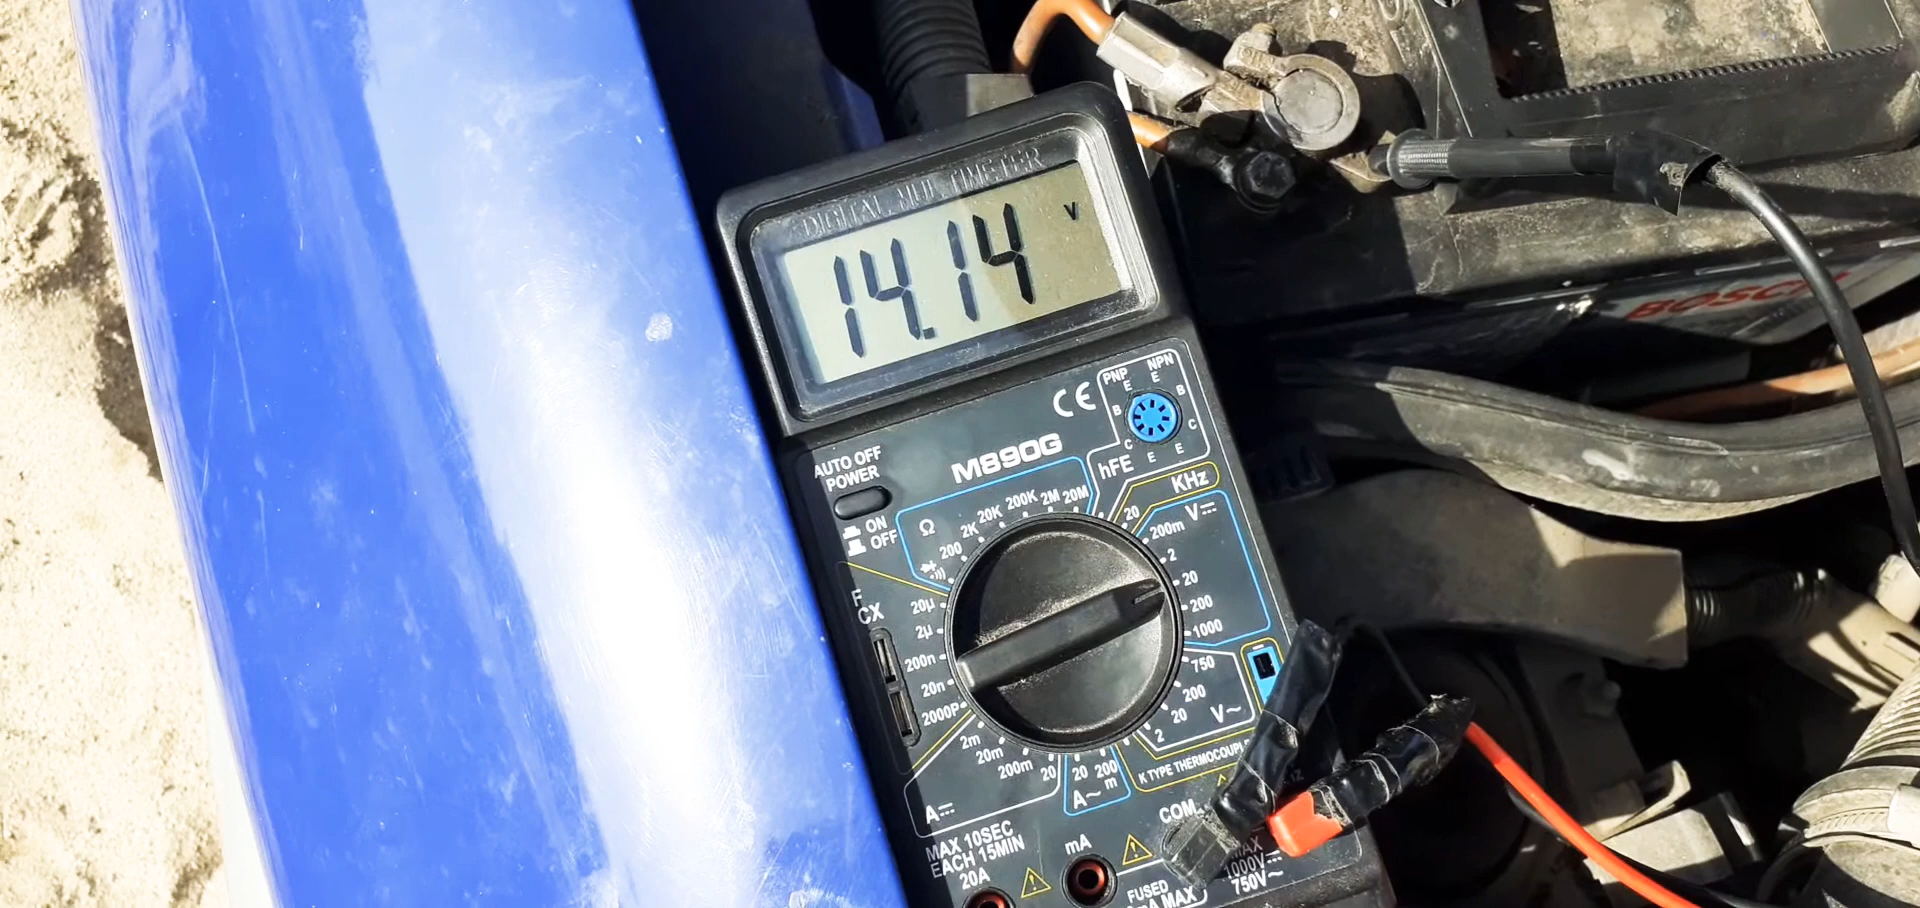 DIGITAL MULTIMETER
14.14 V
BOSCH
PNP NPN
E E
B B
C C
E E
hFE
CE
M890G
AUTO OFF
POWER
ON
OFF
KHz
Ω
200 2K 20K 200K 2M 20M
20
V⎓
200m
2
20
200
1000
F
CX
20µ
2µ
200n
20n
2000P
750
200
20
2
V~
2m
20m
200m
20
A⎓
20 200
m
A~
K TYPE THERMOCOUPLE
COM
MAX 10SEC
EACH 15MIN
20A
mA
MAX
1000V⎓
750V~
FUSED
MAX